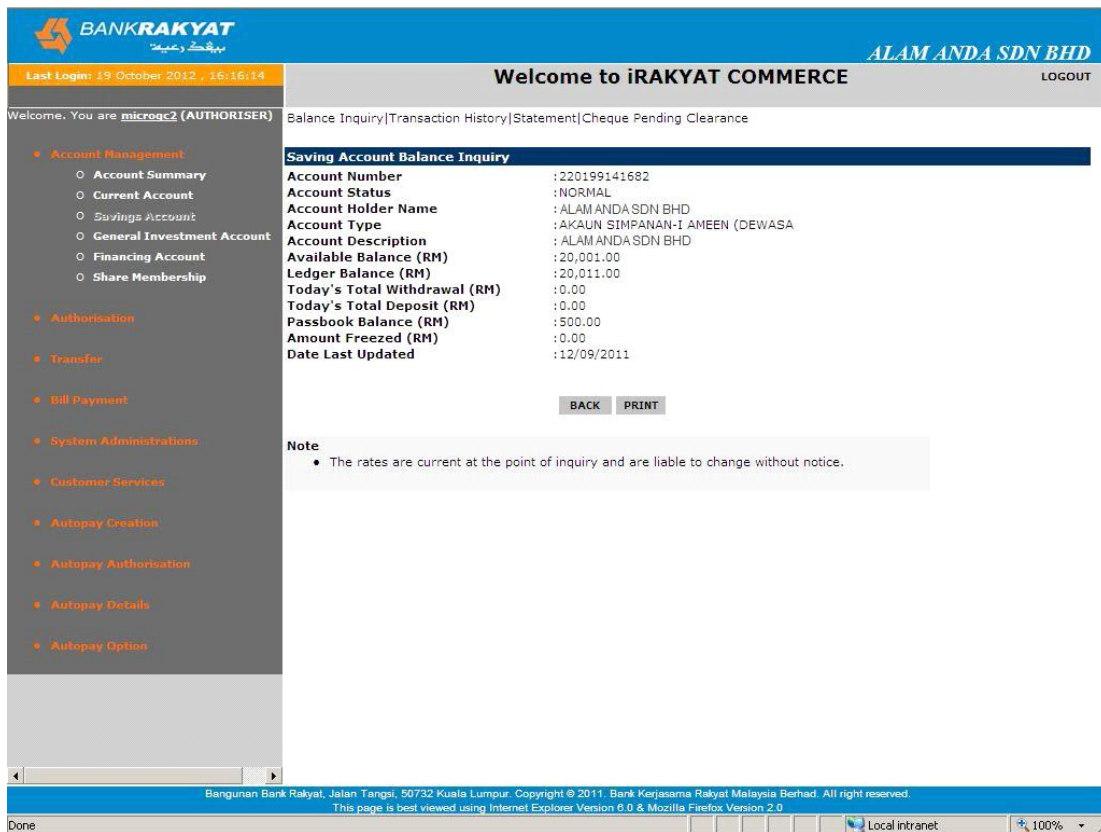 BANKRAKYAT
بيڠك رعية
ALAM ANDA SDN BHD
Last Login: 19 October 2012 , 16:16:14
Welcome to iRAKYAT COMMERCE
LOGOUT
Welcome. You are microqc2 (AUTHORISER)
Balance Inquiry|Transaction History|Statement|Cheque Pending Clearance
Account Management
Account Summary
Current Account
Savings Account
General Investment Account
Financing Account
Share Membership
Authorisation
Transfer
Bill Payment
System Administrations
Customer Services
Autopay Creation
Autopay Authorisation
Autopay Details
Autopay Option
Saving Account Balance Inquiry
Account Number :220199141682
Account Status :NORMAL
Account Holder Name : ALAM ANDA SDN BHD
Account Type :AKAUN SIMPANAN-I AMEEN (DEWASA
Account Description : ALAM ANDA SDN BHD
Available Balance (RM) :20,001.00
Ledger Balance (RM) :20,011.00
Today's Total Withdrawal (RM) :0.00
Today's Total Deposit (RM) :0.00
Passbook Balance (RM) :500.00
Amount Freezed (RM) :0.00
Date Last Updated :12/09/2011
BACK PRINT
Note
• The rates are current at the point of inquiry and are liable to change without notice.
Bangunan Bank Rakyat, Jalan Tangsi, 50732 Kuala Lumpur. Copyright © 2011. Bank Kerjasama Rakyat Malaysia Berhad. All right reserved.
This page is best viewed using Internet Explorer Version 6.0 & Mozilla Firefox Version 2.0
Done
Local intranet
100%